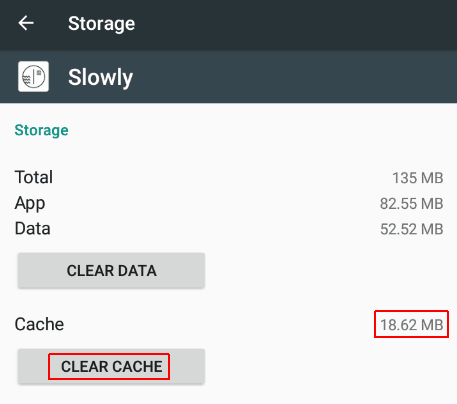 Storage
Slowly
Storage
Total 135 MB
App 82.55 MB
Data 52.52 MB
CLEAR DATA
Cache 18.62 MB
CLEAR CACHE